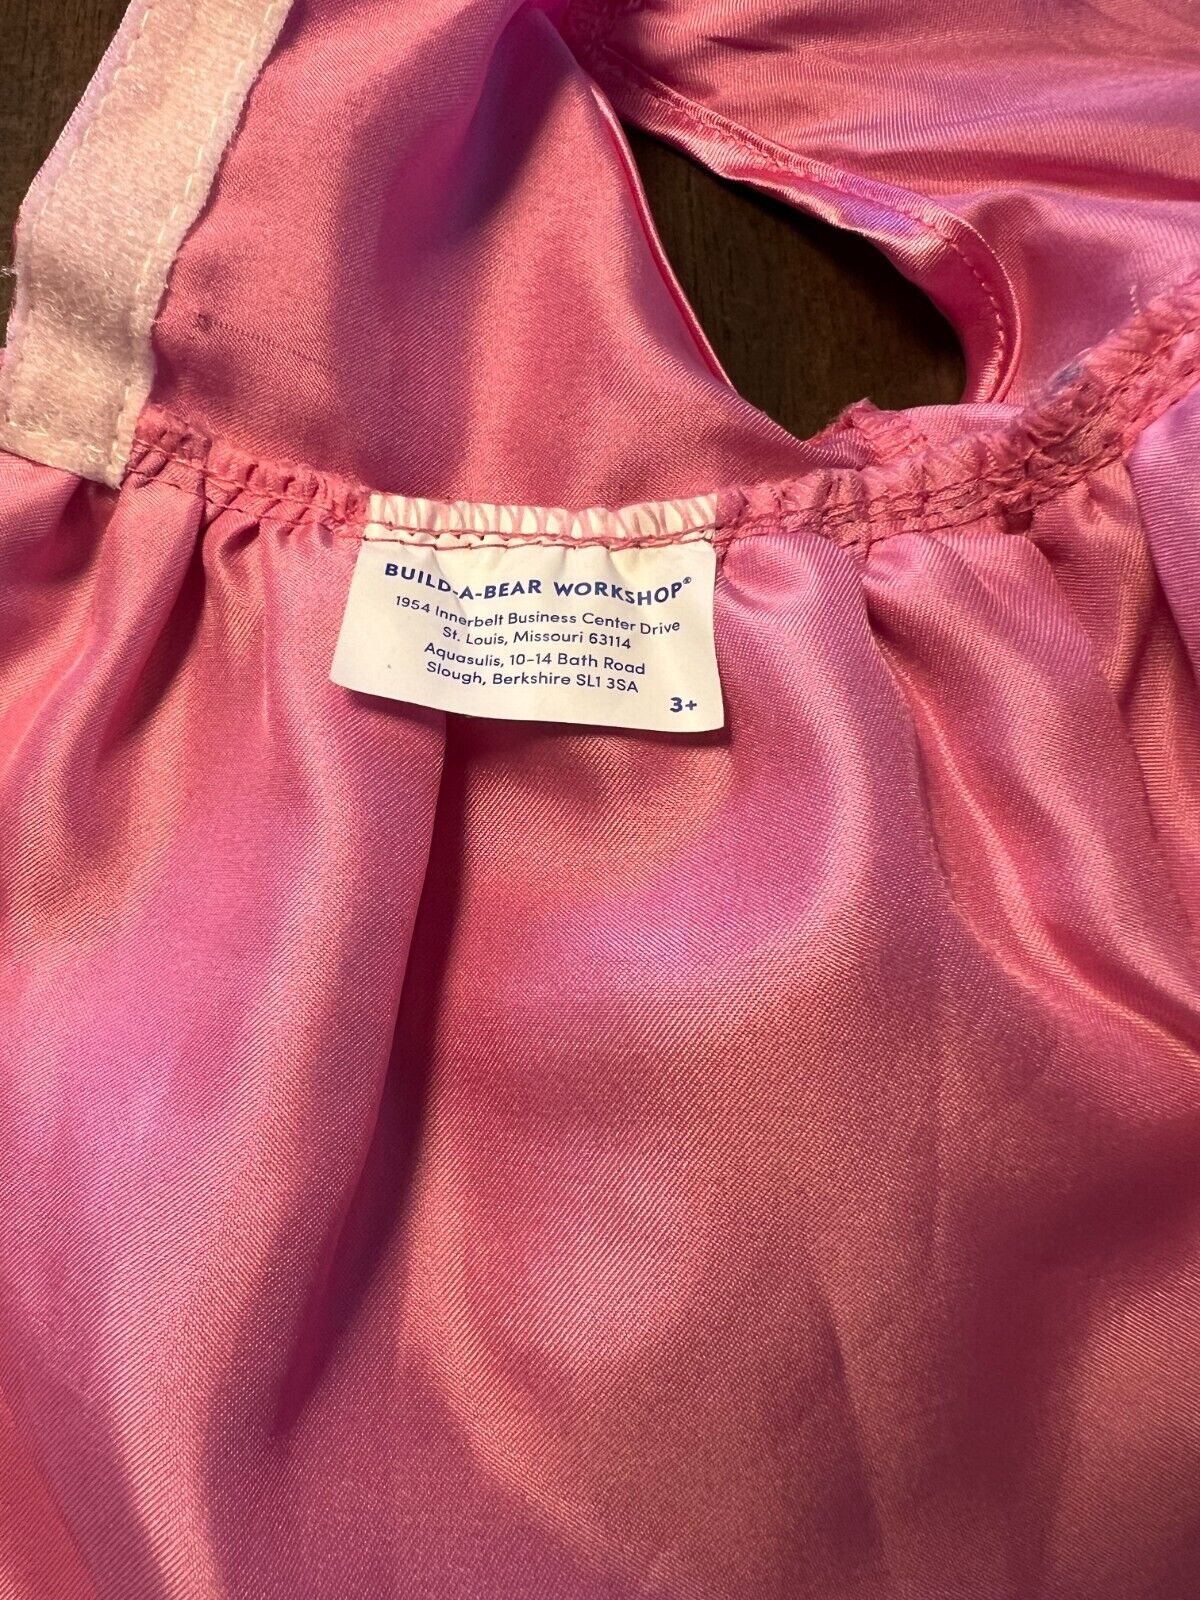 BUILD-A-BEAR WORKSHOP®
1954 Innerbelt Business Center Drive
St. Louis, Missouri 63114
Aquasulis, 10-14 Bath Road
Slough, Berkshire SL1 3SA
3+